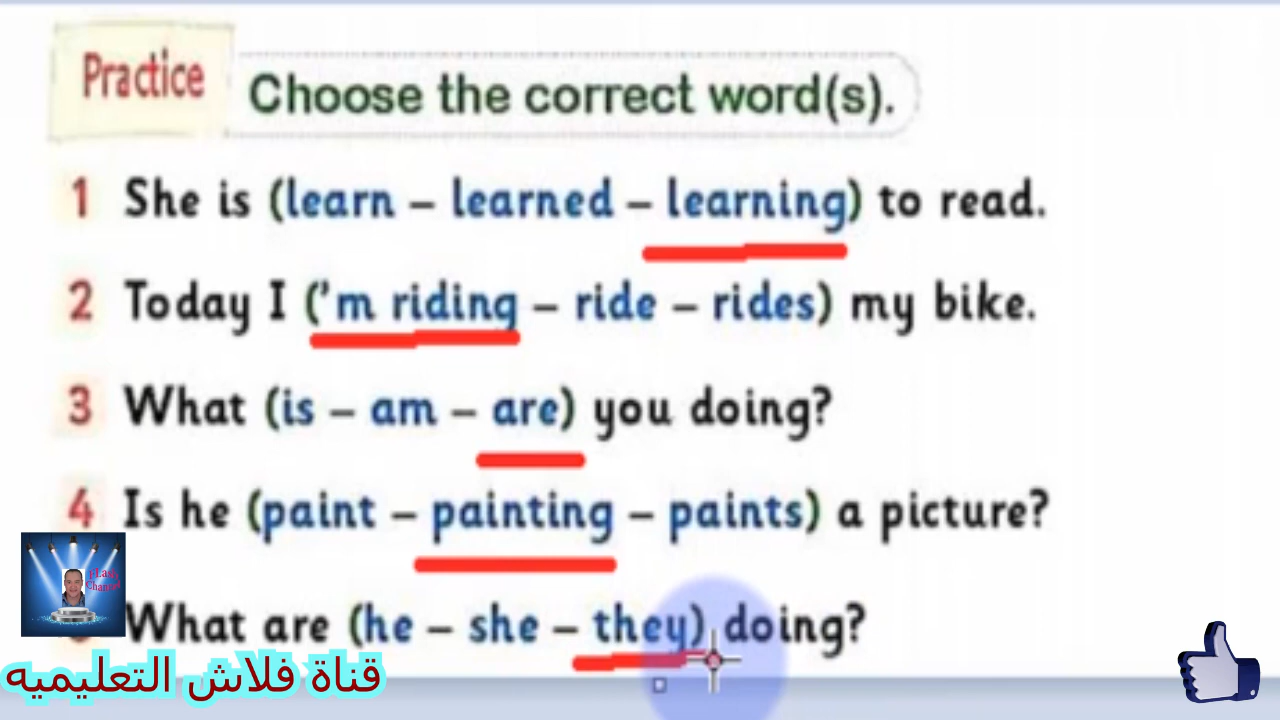 Practice
Choose the correct word(s).
1 She is (learn – learned – learning) to read.
2 Today I ('m riding – ride – rides) my bike.
3 What (is – am – are) you doing?
4 Is he (paint – painting – paints) a picture?
What are (he – she – they) doing?
FLash
Channel
قناة فلاش التعليميه